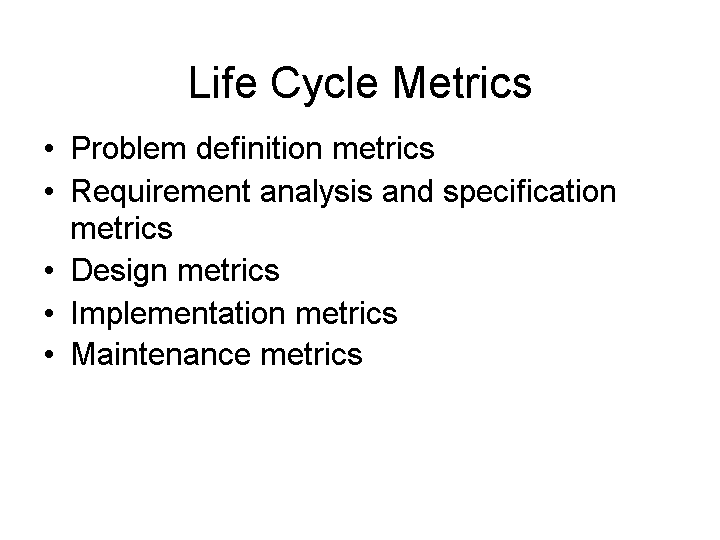 Life Cycle Metrics
• Problem definition metrics
• Requirement analysis and specification
metrics
• Design metrics
• Implementation metrics
• Maintenance metrics